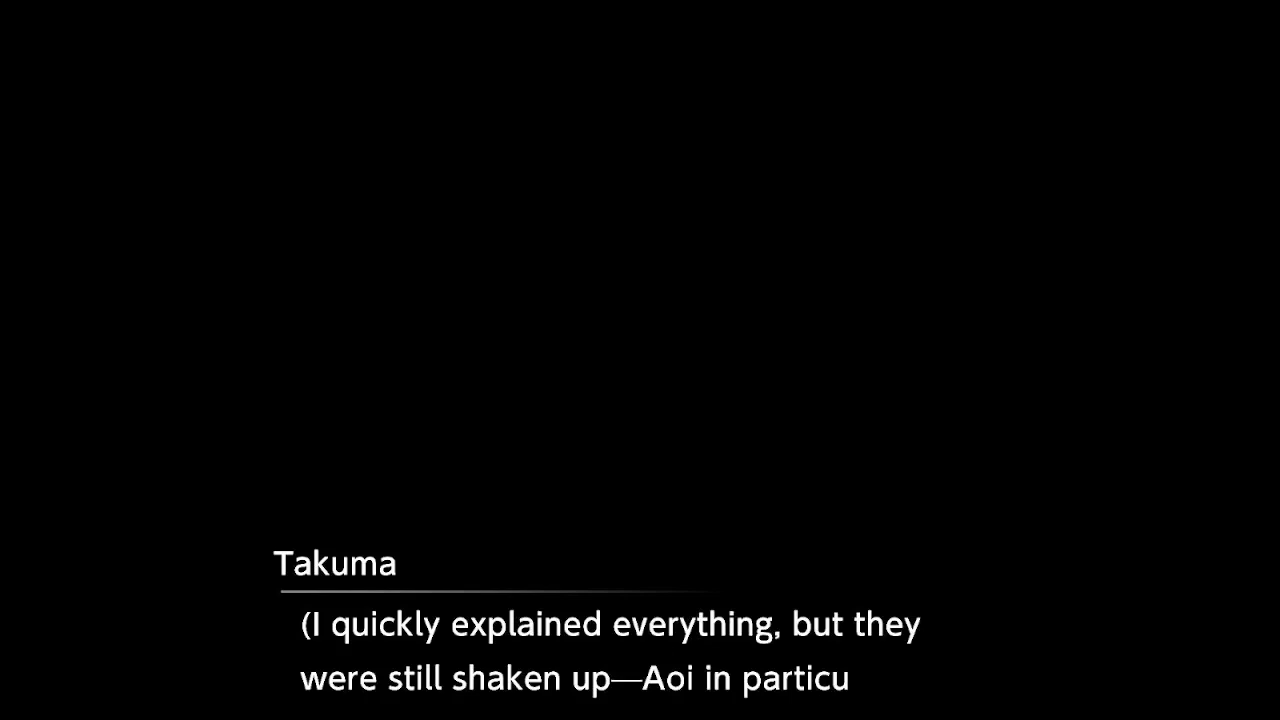 Takuma
(I quickly explained everything, but they
were still shaken up—Aoi in particu